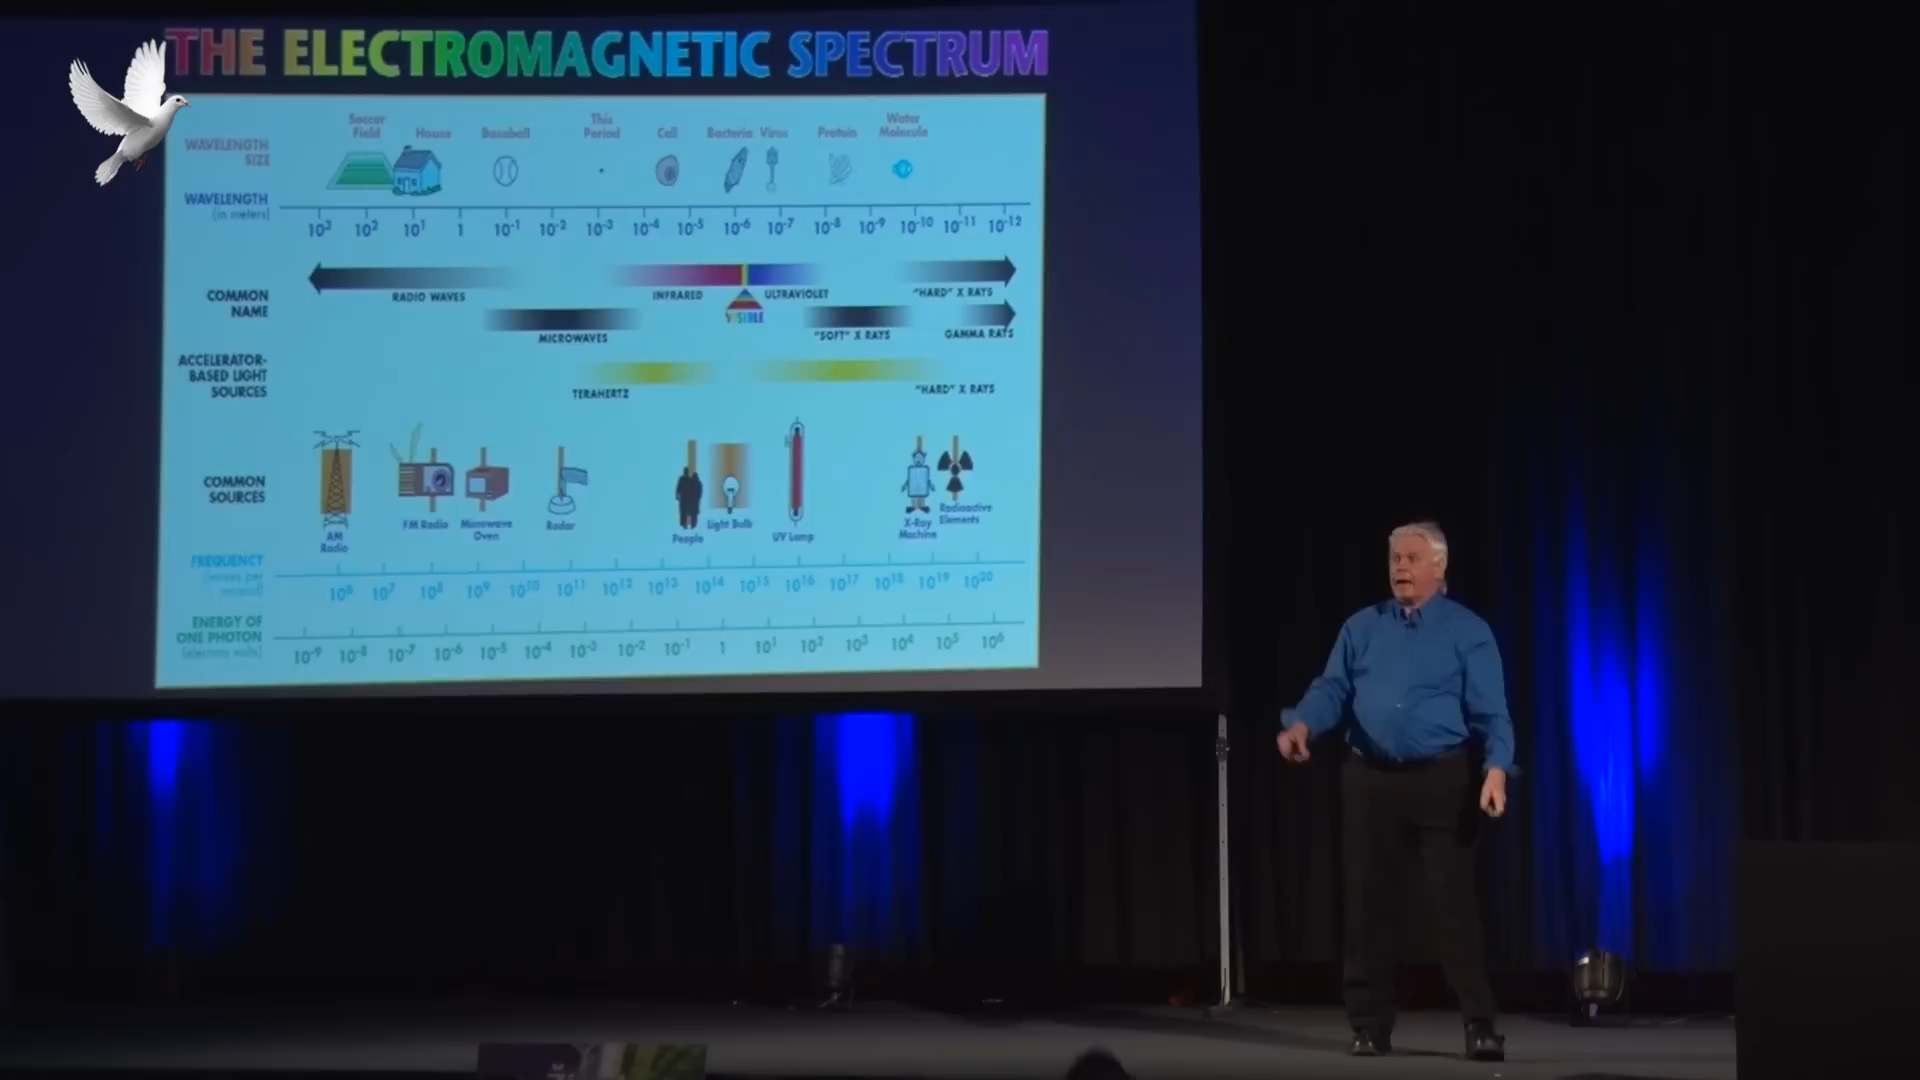 THE ELECTROMAGNETIC SPECTRUM
WAVELENGTH
SIZE
Soccer
Field
House
Baseball
This
Period
Cell
Bacteria
Virus
Protein
Water
Molecule
WAVELENGTH
(in meters)
10³ 10² 10¹ 1 10⁻¹ 10⁻² 10⁻³ 10⁻⁴ 10⁻⁵ 10⁻⁶ 10⁻⁷ 10⁻⁸ 10⁻⁹ 10⁻¹⁰ 10⁻¹¹ 10⁻¹²
COMMON
NAME
RADIO WAVES
INFRARED
ULTRAVIOLET
"HARD" X RAYS
VISIBLE
MICROWAVES
"SOFT" X RAYS
GAMMA RAYS
ACCELERATOR-
BASED LIGHT
SOURCES
TERAHERTZ
"HARD" X RAYS
COMMON
SOURCES
AM
Radio
FM Radio
Microwave
Oven
Radar
People
Light Bulb
UV Lamp
X-Ray
Machine
Radioactive
Elements
FREQUENCY
(waves per
second)
10⁶ 10⁷ 10⁸ 10⁹ 10¹⁰ 10¹¹ 10¹² 10¹³ 10¹⁴ 10¹⁵ 10¹⁶ 10¹⁷ 10¹⁸ 10¹⁹ 10²⁰
ENERGY OF
ONE PHOTON
(electron volts)
10⁻⁹ 10⁻⁸ 10⁻⁷ 10⁻⁶ 10⁻⁵ 10⁻⁴ 10⁻³ 10⁻² 10⁻¹ 1 10¹ 10² 10³ 10⁴ 10⁵ 10⁶